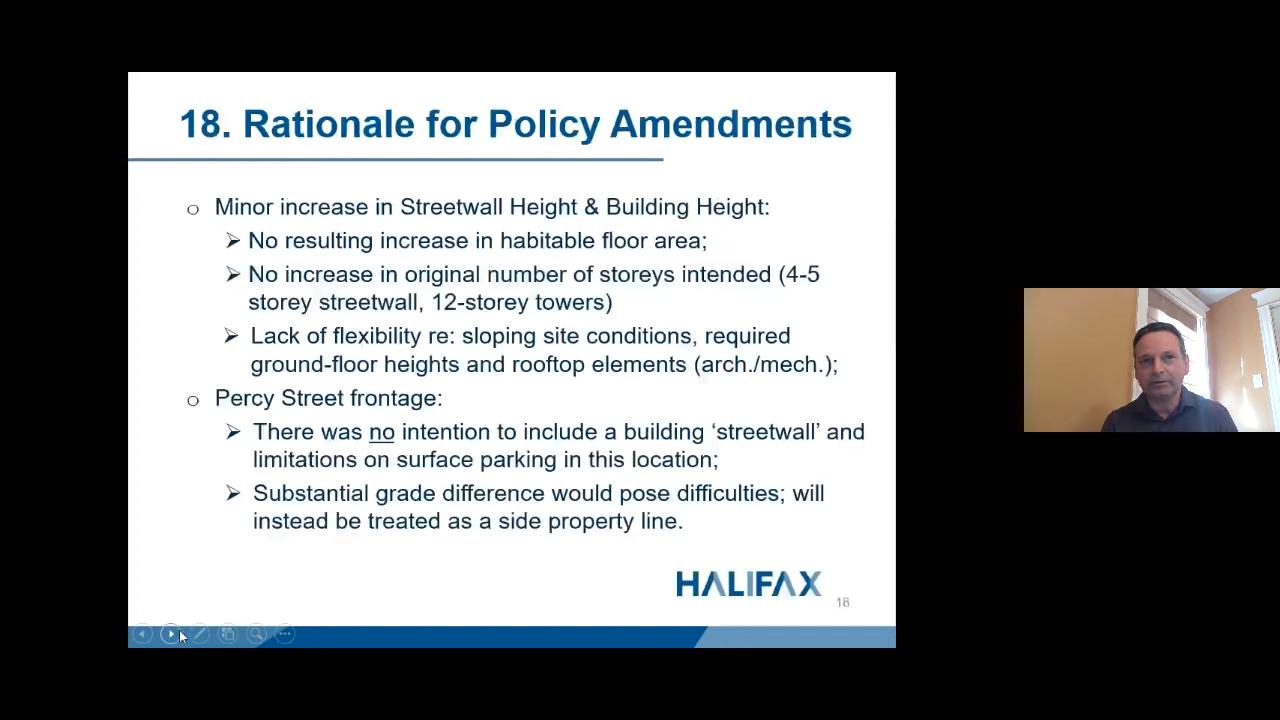 18. Rationale for Policy Amendments
o Minor increase in Streetwall Height & Building Height:
➢ No resulting increase in habitable floor area;
➢ No increase in original number of storeys intended (4-5
storey streetwall, 12-storey towers)
➢ Lack of flexibility re: sloping site conditions, required
ground-floor heights and rooftop elements (arch./mech.);
o Percy Street frontage:
➢ There was no intention to include a building ‘streetwall’ and
limitations on surface parking in this location;
➢ Substantial grade difference would pose difficulties; will
instead be treated as a side property line.
HALIFAX
18